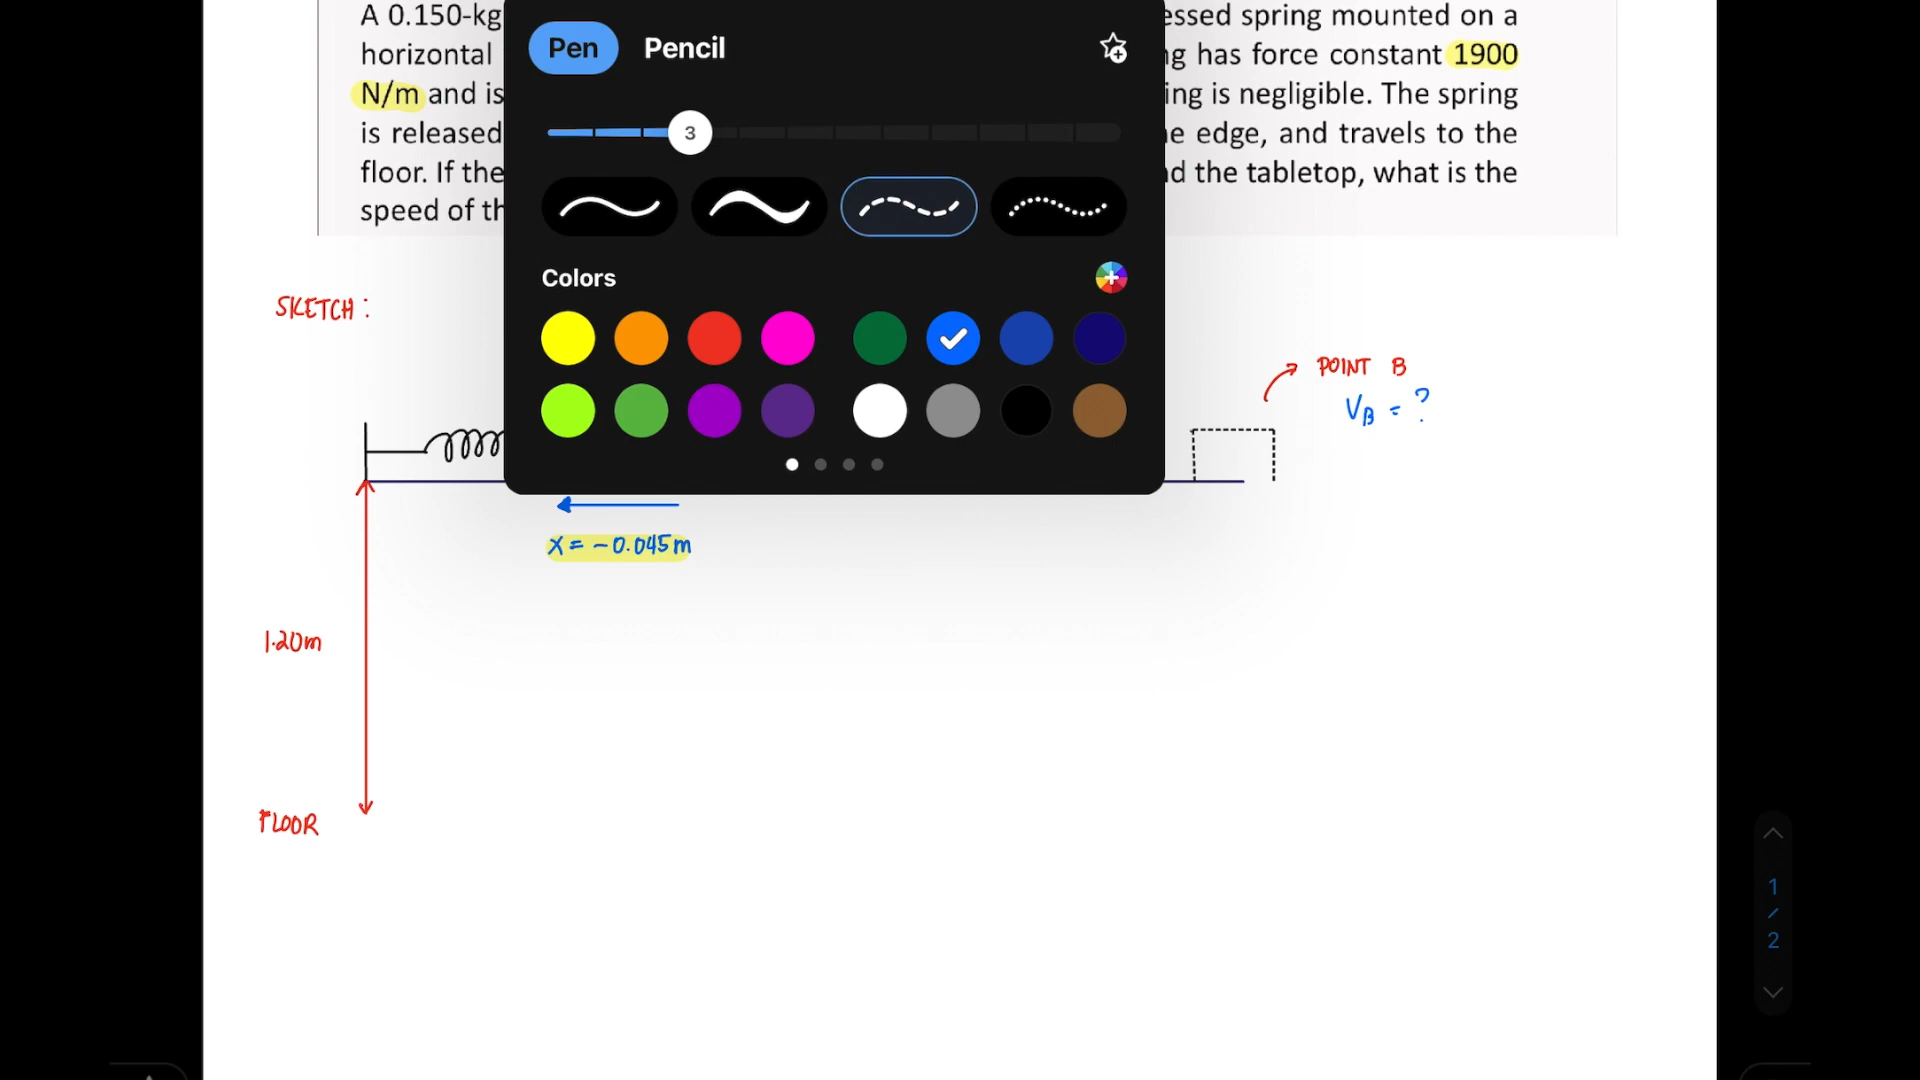 A 0.150-kg
essed spring mounted on a
horizontal
g has force constant 1900
N/m and is
ing is negligible. The spring
is released
e edge, and travels to the
floor. If the
d the tabletop, what is the
speed of th
Pen Pencil
3
Colors
SKETCH:
POINT B
VB = ?
x = -0.045m
1.20m
FLOOR
1
/
2